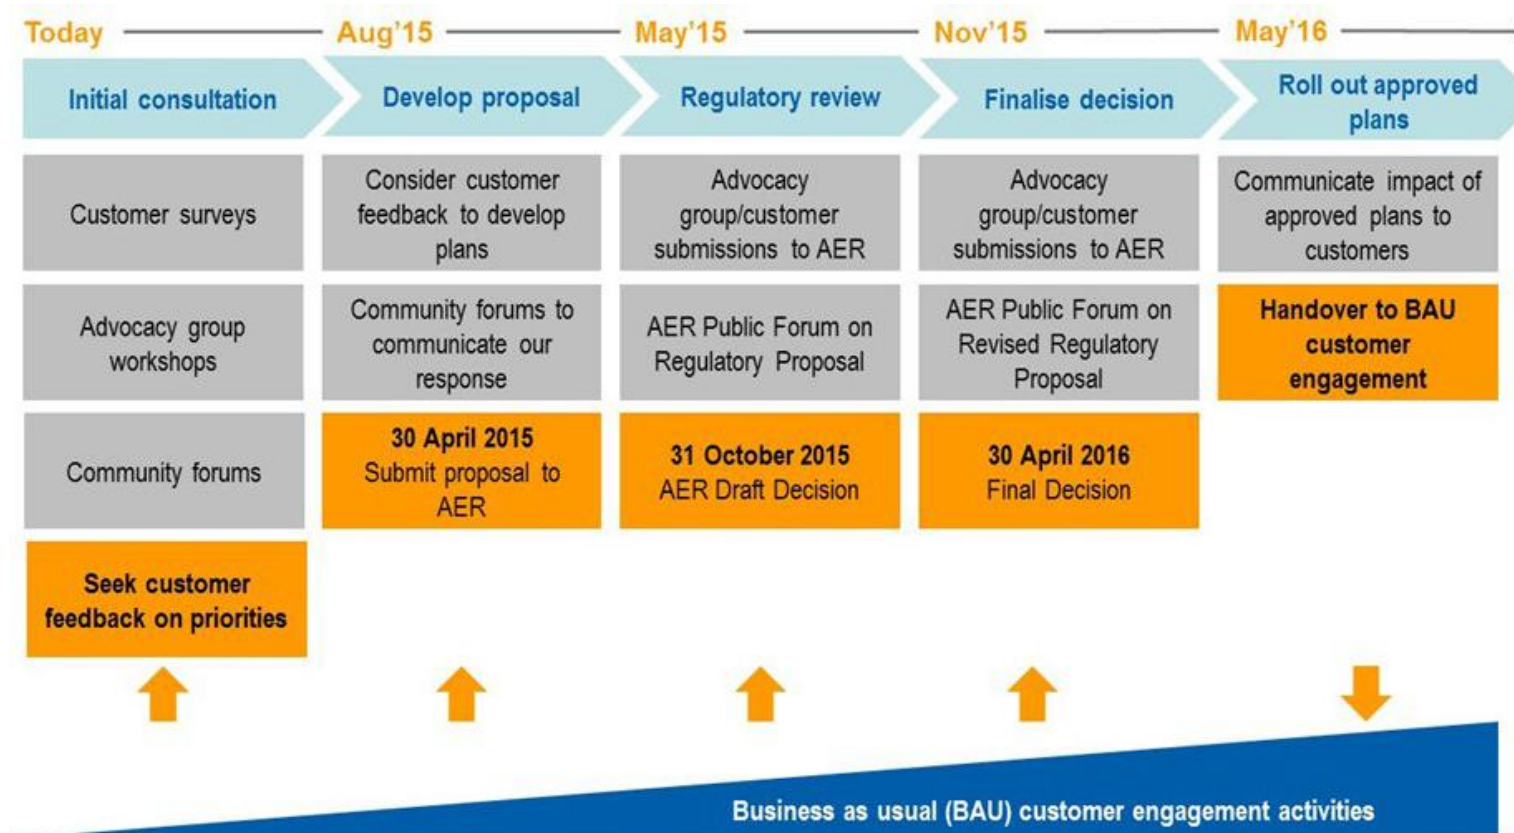 Today
Aug'15
May'15
Nov'15
May'16
Initial consultation
Develop proposal
Regulatory review
Finalise decision
Roll out approved
plans
Customer surveys
Consider customer
feedback to develop
plans
Advocacy
group/customer
submissions to AER
Advocacy
group/customer
submissions to AER
Communicate impact of
approved plans to
customers
Advocacy group
workshops
Community forums to
communicate our
response
AER Public Forum on
Regulatory Proposal
AER Public Forum on
Revised Regulatory
Proposal
Handover to BAU
customer
engagement
Community forums
30 April 2015
Submit proposal to
AER
31 October 2015
AER Draft Decision
30 April 2016
Final Decision
Seek customer
feedback on priorities
Business as usual (BAU) customer engagement activities